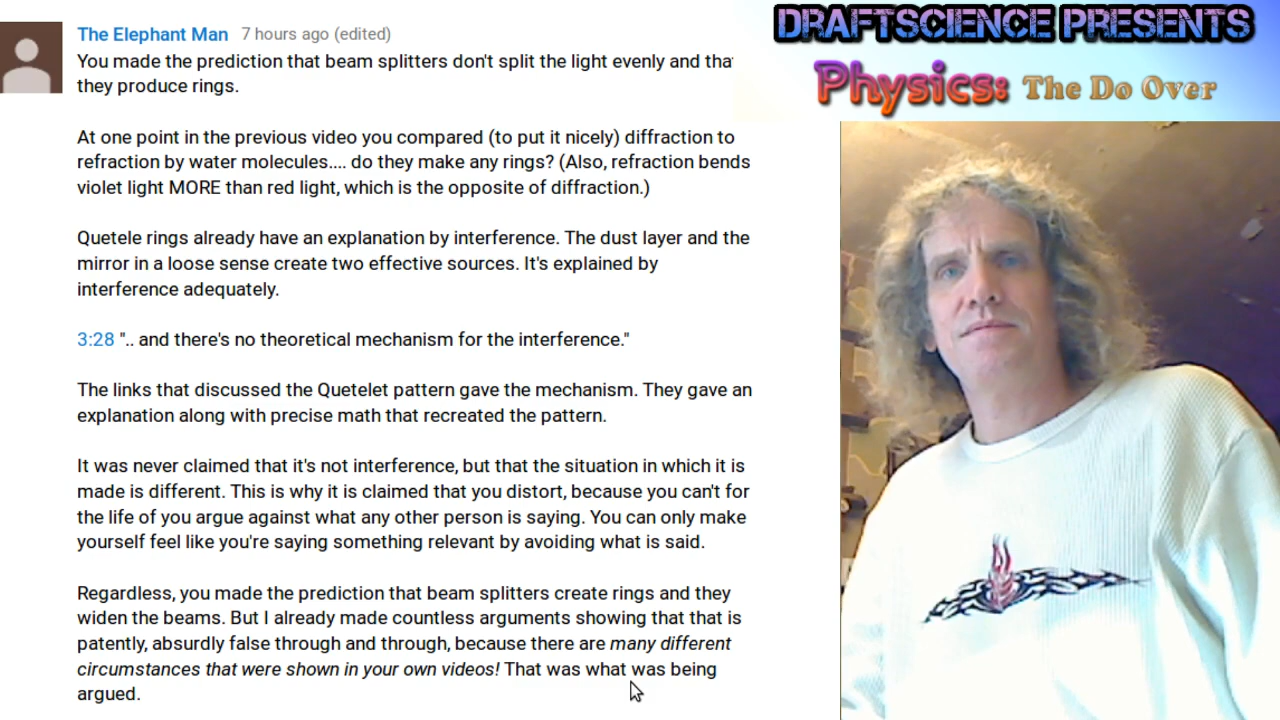 The Elephant Man 7 hours ago (edited)
You made the prediction that beam splitters don't split the light evenly and that
they produce rings.
At one point in the previous video you compared (to put it nicely) diffraction to
refraction by water molecules.... do they make any rings? (Also, refraction bends
violet light MORE than red light, which is the opposite of diffraction.)
Quetele rings already have an explanation by interference. The dust layer and the
mirror in a loose sense create two effective sources. It's explained by
interference adequately.
3:28 ".. and there's no theoretical mechanism for the interference."
The links that discussed the Quetelet pattern gave the mechanism. They gave an
explanation along with precise math that recreated the pattern.
It was never claimed that it's not interference, but that the situation in which it is
made is different. This is why it is claimed that you distort, because you can't for
the life of you argue against what any other person is saying. You can only make
yourself feel like you're saying something relevant by avoiding what is said.
Regardless, you made the prediction that beam splitters create rings and they
widen the beams. But I already made countless arguments showing that that is
patently, absurdly false through and through, because there are many different
circumstances that were shown in your own videos! That was what was being
argued.
DRAFTSCIENCE PRESENTS
Physics: The Do Over